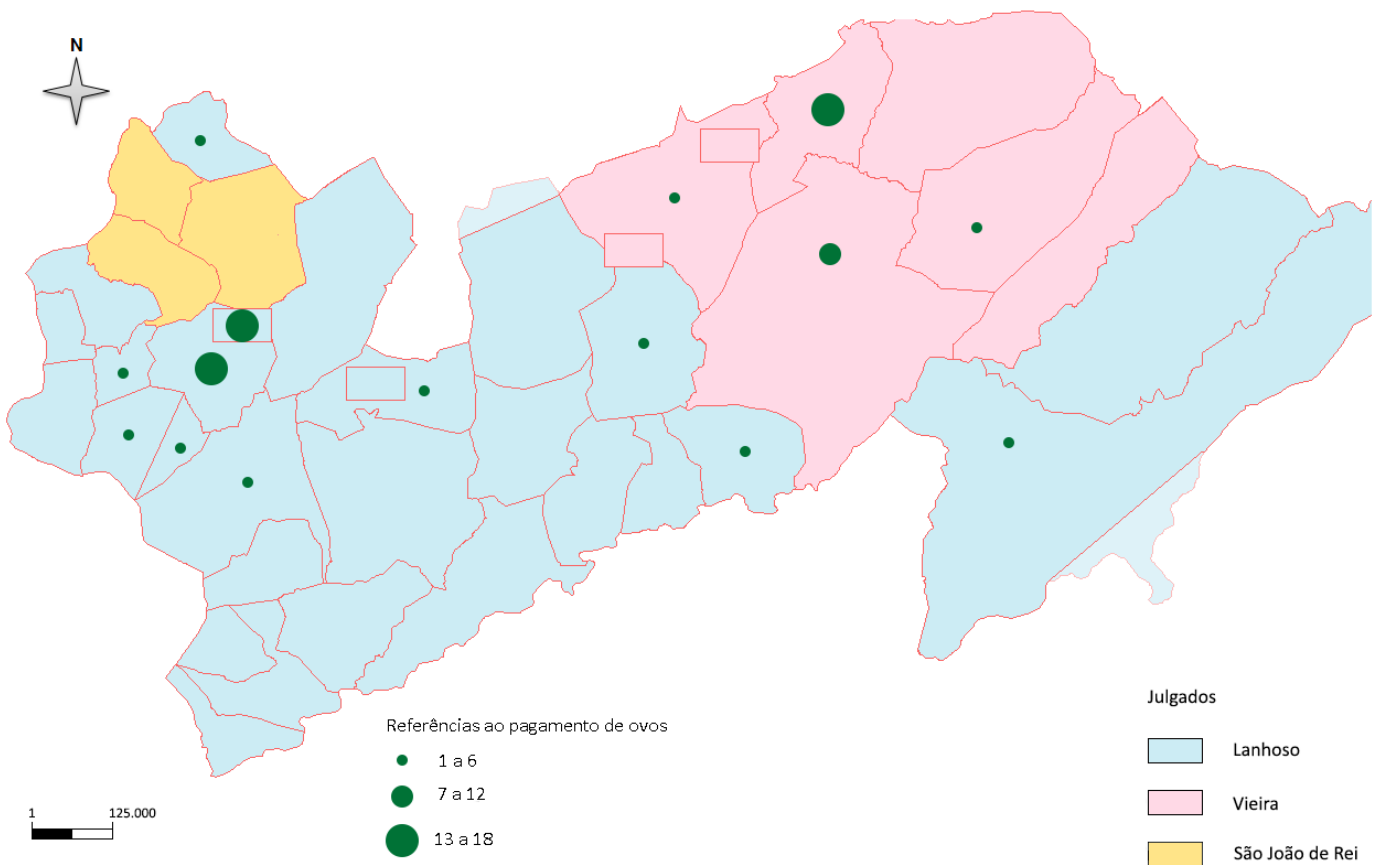 N
Referências ao pagamento de ovos
1 a 6
7 a 12
13 a 18
1 125.000
Julgados
Lanhoso
Vieira
São João de Rei